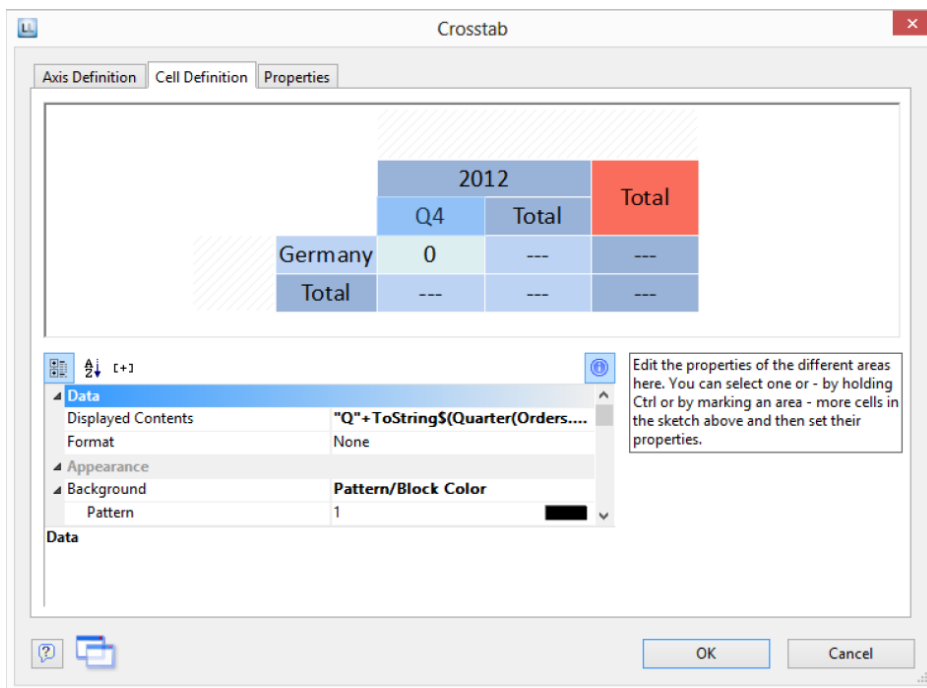 LL
Crosstab
Axis Definition Cell Definition Properties
2012 Total
Q4 Total
Germany 0 --- ---
Total --- --- ---
A Z [+]
Data
Displayed Contents "Q"+ToString$(Quarter(Orders....
Format None
Appearance
Background Pattern/Block Color
Pattern 1
Data
Edit the properties of the different areas
here. You can select one or - by holding
Ctrl or by marking an area - more cells in
the sketch above and then set their
properties.
OK Cancel